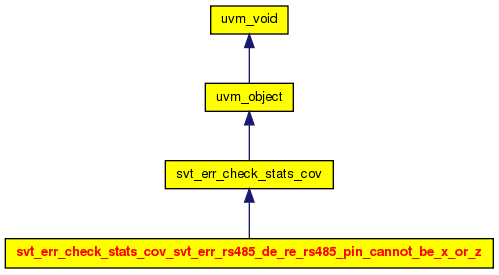 uvm_void
uvm_object
svt_err_check_stats_cov
svt_err_check_stats_cov_svt_err_rs485_de_re_rs485_pin_cannot_be_x_or_z